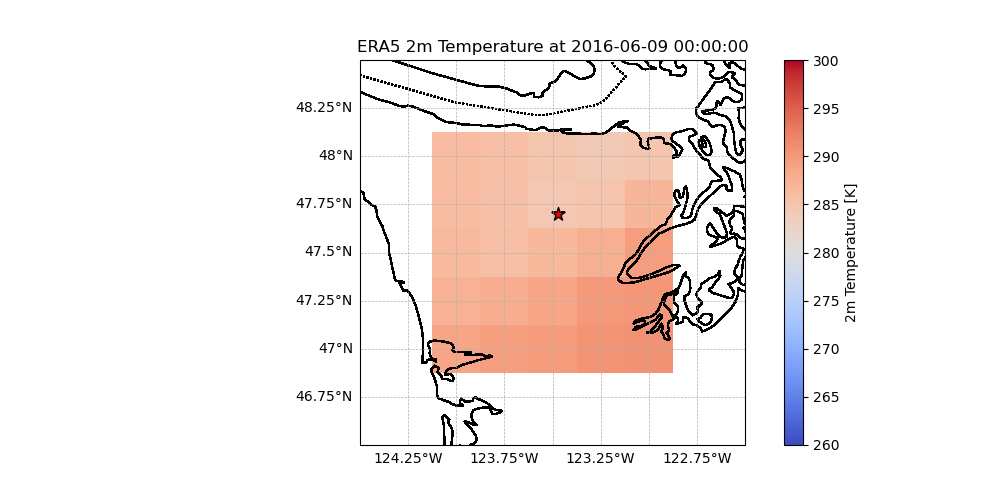 ERA5 2m Temperature at 2016-06-09 00:00:00
48.25°N
48°N
47.75°N
47.5°N
47.25°N
47°N
46.75°N
124.25°W
123.75°W
123.25°W
122.75°W
300
295
290
285
280
275
270
265
260
2m Temperature [K]